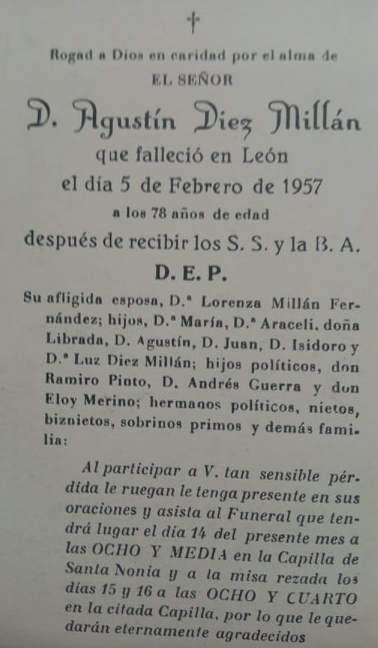 Rogad a Dios en caridad por el alma de
EL SEÑOR
D. Agustín Diez Millán
que falleció en León
el día 5 de Febrero de 1957
a los 78 años de edad
después de recibir los S. S. y la B. A.
D. E. P.
Su afligida esposa, D.ª Lorenza Millán Fer-
nández; hijos, D.ª María, D.ª Araceli, doña
Librada, D. Agustín, D. Juan, D. Isidoro y
D.ª Luz Diez Millán; hijos políticos, don
Ramiro Pinto, D. Andrés Guerra y don
Eloy Merino; hermanos políticos, nietos,
biznietos, sobrinos primos y demás fami-
lia:
Al participar a V. tan sensible pér-
dida le ruegan le tenga presente en sus
oraciones y asista al Funeral que ten-
drá lugar el día 14 del presente mes a
las OCHO Y MEDIA en la Capilla de
Santa Nonia y a la misa rezada los
días 15 y 16 a las OCHO Y CUARTO
en la citada Capilla, por lo que le que-
darán eternamente agradecidos